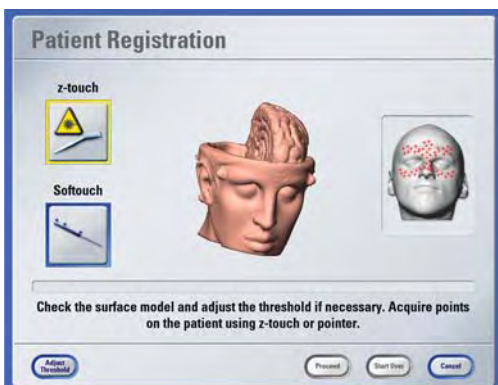 Patient Registration
z-touch
Softouch
Check the surface model and adjust the threshold if necessary. Acquire points
on the patient using z-touch or pointer.
Adjust
Threshold
Proceed
Start Over
Cancel